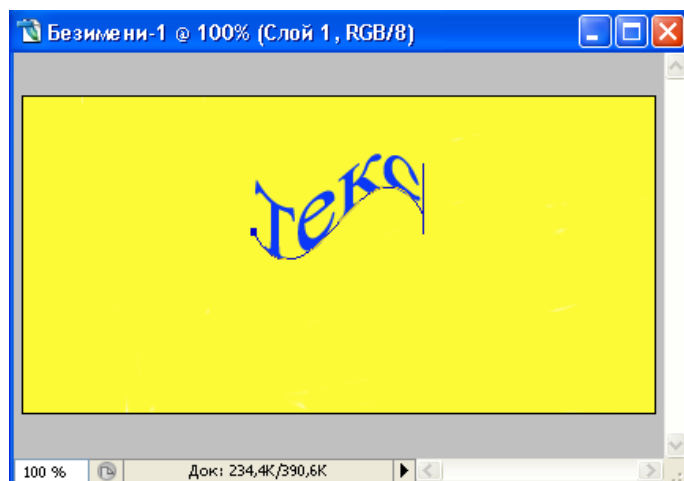 Безимени-1 @ 100% (Слой 1, RGB/8)
Текс
100 %
Док: 234,4K/390,6K